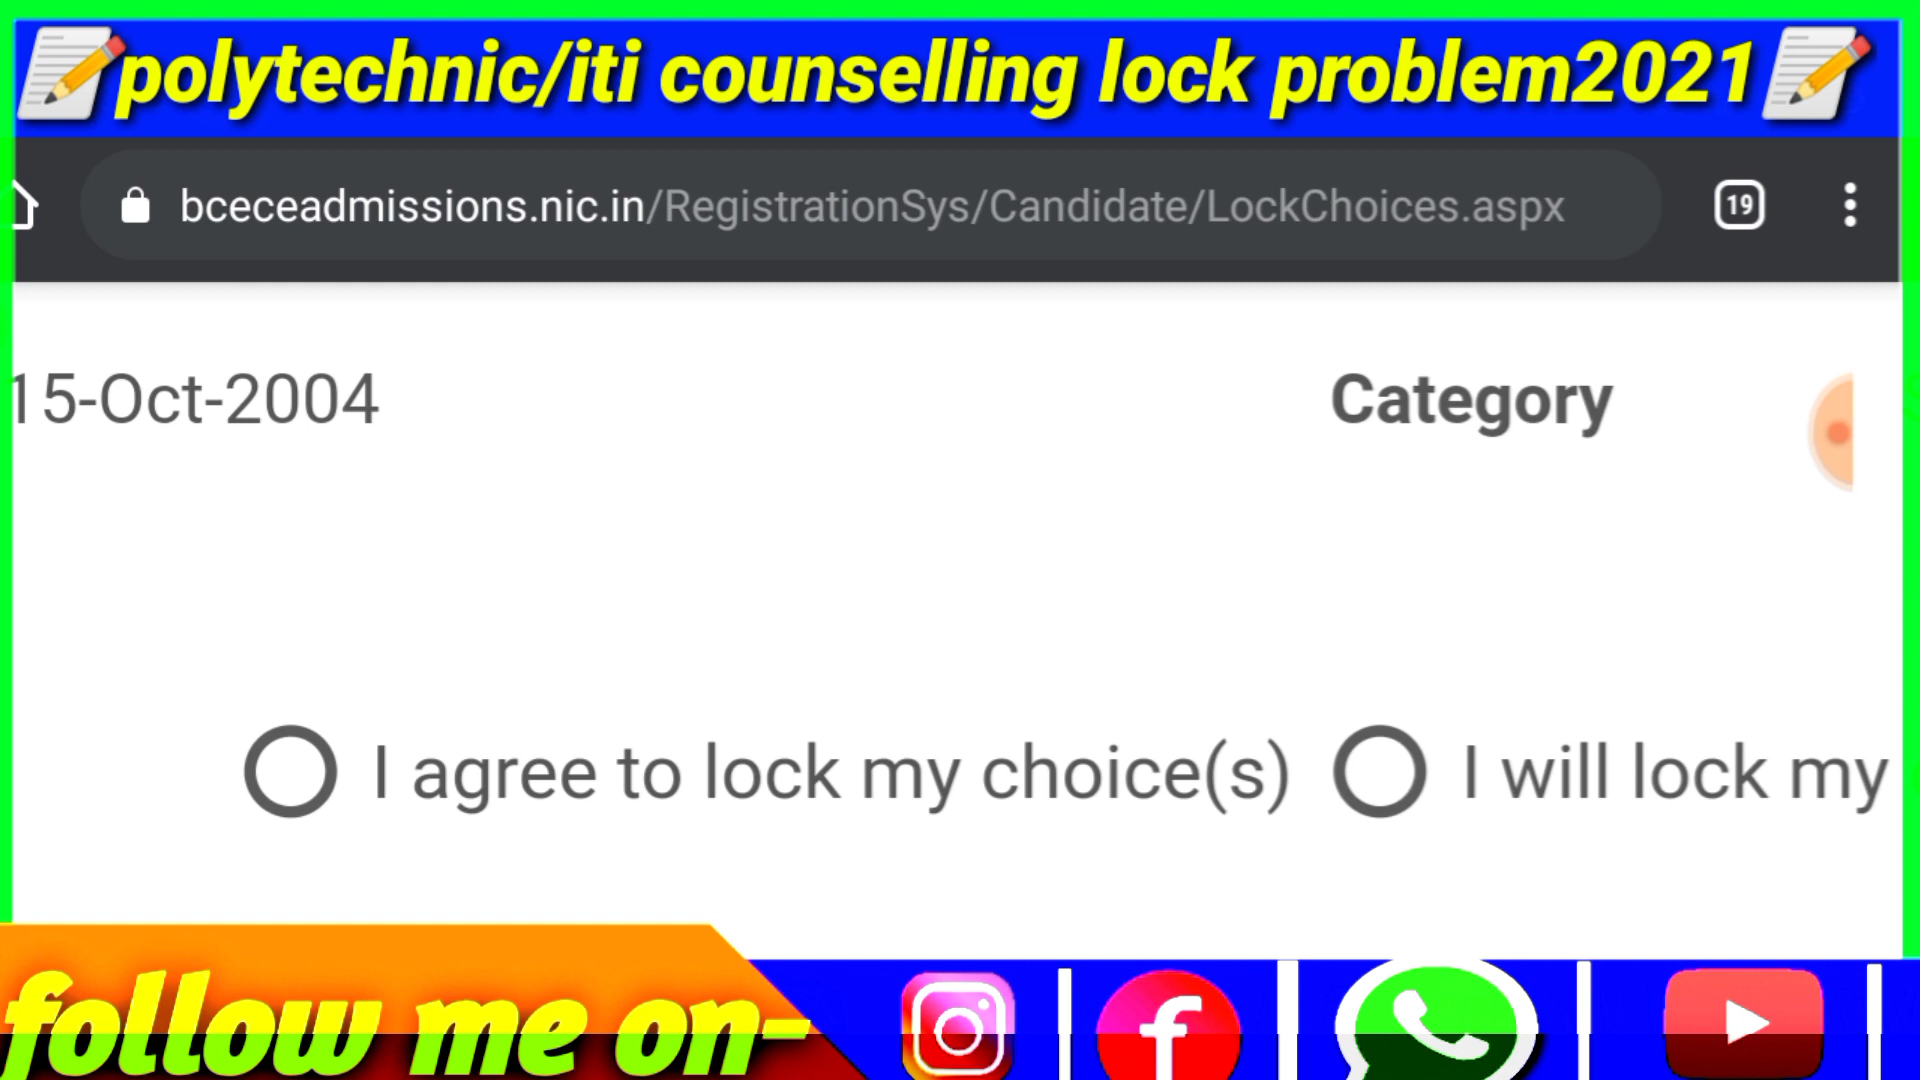 polytechnic/iti counselling lock problem2021
bceceadmissions.nic.in/RegistrationSys/Candidate/LockChoices.aspx
19
15-Oct-2004
Category
I agree to lock my choice(s)
I will lock my
follow me on-